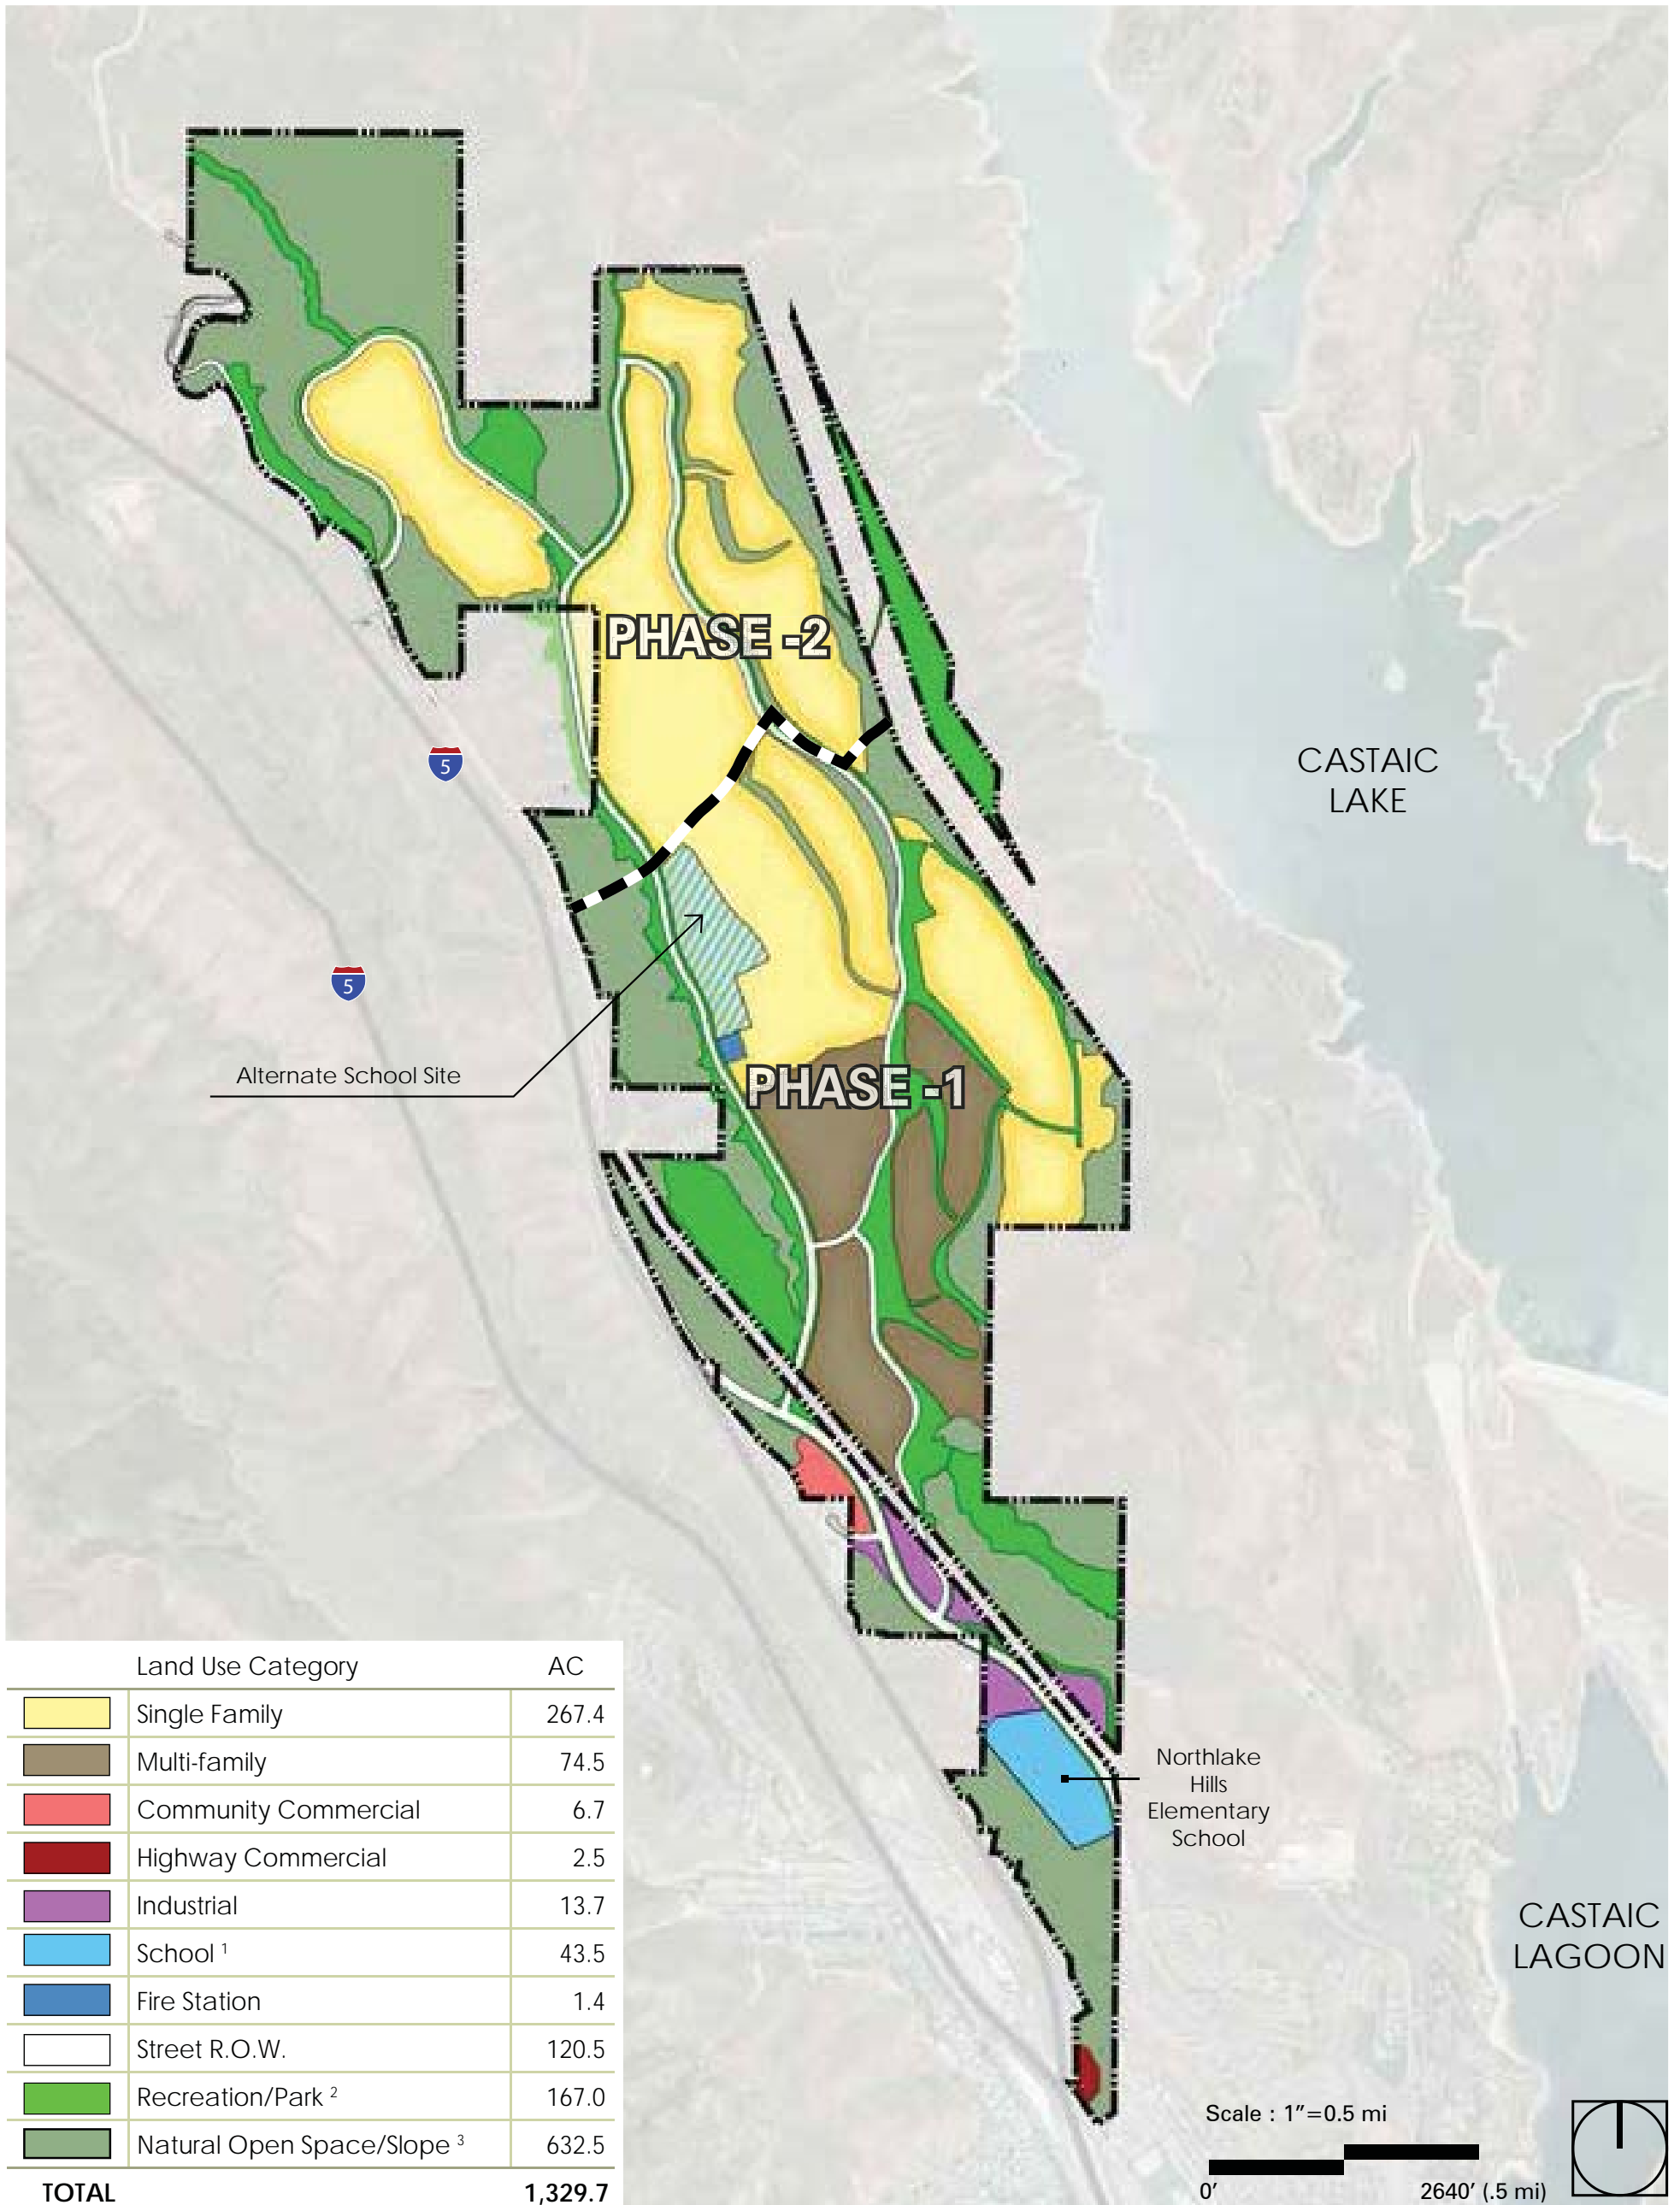 PHASE -2
5
CASTAIC
LAKE
5
Alternate School Site
PHASE -1
Northlake
Hills
Elementary
School
CASTAIC
LAGOON
Land Use Category AC
Single Family 267.4
Multi-family 74.5
Community Commercial 6.7
Highway Commercial 2.5
Industrial 13.7
School 1 43.5
Fire Station 1.4
Street R.O.W. 120.5
Recreation/Park 2 167.0
Natural Open Space/Slope 3 632.5
TOTAL 1,329.7
Scale : 1"=0.5 mi
0' 2640' (.5 mi)